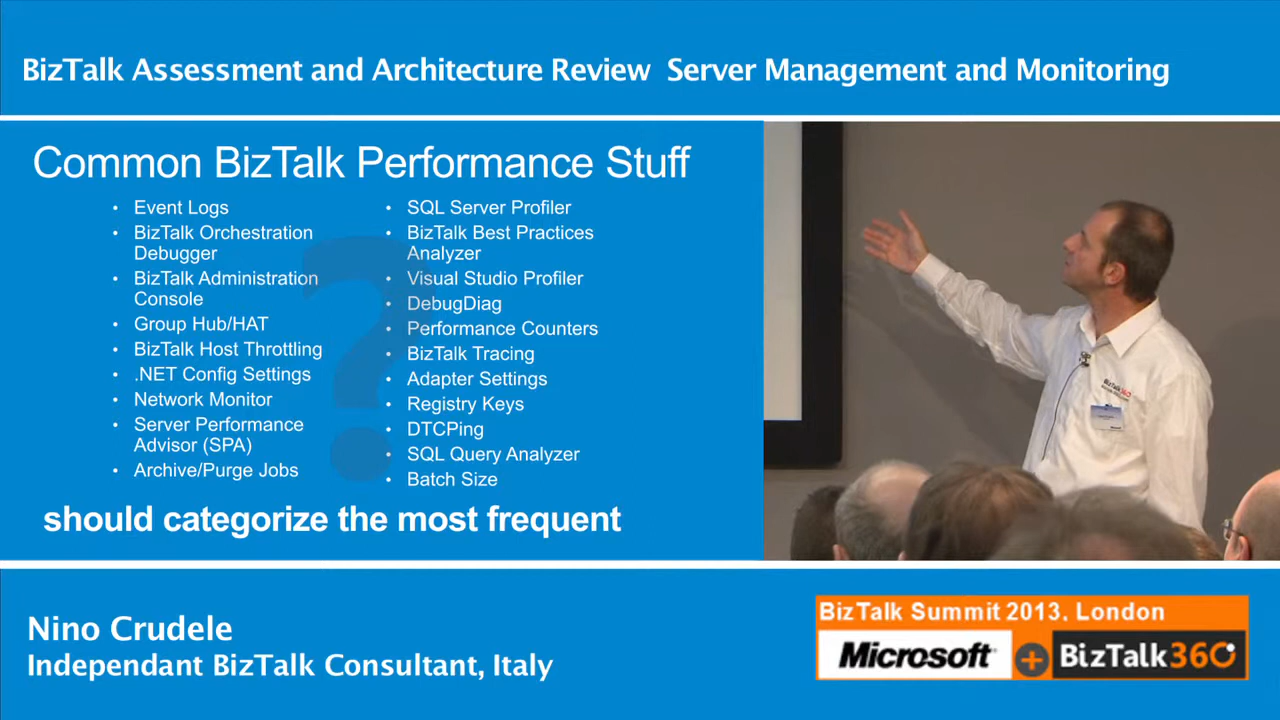 BizTalk Assessment and Architecture Review Server Management and Monitoring
Common BizTalk Performance Stuff
• Event Logs
• BizTalk Orchestration
Debugger
• BizTalk Administration
Console
• Group Hub/HAT
• BizTalk Host Throttling
• .NET Config Settings
• Network Monitor
• Server Performance
Advisor (SPA)
• Archive/Purge Jobs
• SQL Server Profiler
• BizTalk Best Practices
Analyzer
• Visual Studio Profiler
• DebugDiag
• Performance Counters
• BizTalk Tracing
• Adapter Settings
• Registry Keys
• DTCPing
• SQL Query Analyzer
• Batch Size
?
should categorize the most frequent
BizTalk360
Nino Crudele
Independant BizTalk Consultant, Italy
BizTalk Summit 2013, London
Microsoft + BizTalk360